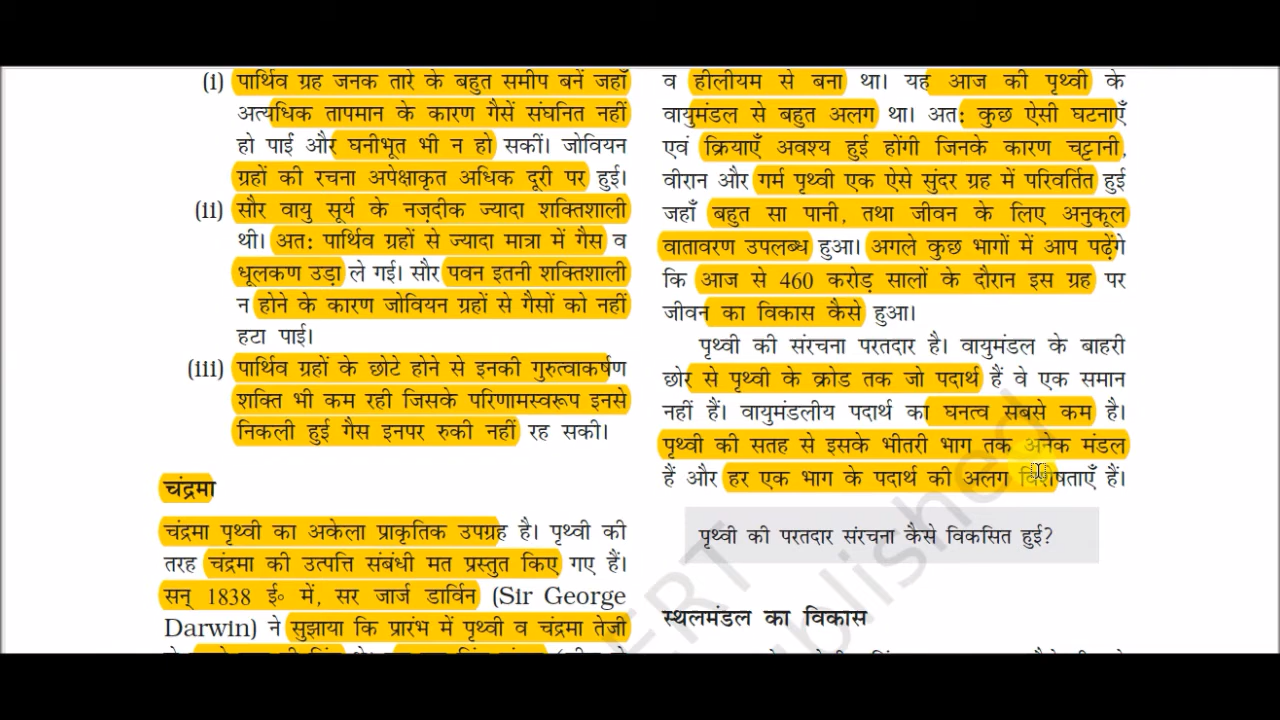 (i) पार्थिव ग्रह जनक तारे के बहुत समीप बनें जहाँ
अत्यधिक तापमान के कारण गैसें संघनित नहीं
हो पाईं और घनीभूत भी न हो सकीं। जोवियन
ग्रहों की रचना अपेक्षाकृत अधिक दूरी पर हुई।
(ii) सौर वायु सूर्य के नज़दीक ज्यादा शक्तिशाली
थी। अत: पार्थिव ग्रहों से ज्यादा मात्रा में गैस व
धूलकण उड़ा ले गई। सौर पवन इतनी शक्तिशाली
न होने के कारण जोवियन ग्रहों से गैसों को नहीं
हटा पाई।
(iii) पार्थिव ग्रहों के छोटे होने से इनकी गुरुत्वाकर्षण
शक्ति भी कम रही जिसके परिणामस्वरूप इनसे
निकली हुई गैस इनपर रुकी नहीं रह सकी।
चंद्रमा
चंद्रमा पृथ्वी का अकेला प्राकृतिक उपग्रह है। पृथ्वी की
तरह चंद्रमा की उत्पत्ति संबंधी मत प्रस्तुत किए गए हैं।
सन् 1838 ई॰ में, सर जार्ज डार्विन (Sir George
Darwin) ने सुझाया कि प्रारंभ में पृथ्वी व चंद्रमा तेजी
व हीलीयम से बना था। यह आज की पृथ्वी के
वायुमंडल से बहुत अलग था। अत: कुछ ऐसी घटनाएँ
एवं क्रियाएँ अवश्य हुई होंगी जिनके कारण चट्टानी,
वीरान और गर्म पृथ्वी एक ऐसे सुंदर ग्रह में परिवर्तित हुई
जहाँ बहुत सा पानी, तथा जीवन के लिए अनुकूल
वातावरण उपलब्ध हुआ। अगले कुछ भागों में आप पढ़ेंगे
कि आज से 460 करोड़ सालों के दौरान इस ग्रह पर
जीवन का विकास कैसे हुआ।
पृथ्वी की संरचना परतदार है। वायुमंडल के बाहरी
छोर से पृथ्वी के क्रोड तक जो पदार्थ हैं वे एक समान
नहीं हैं। वायुमंडलीय पदार्थ का घनत्व सबसे कम है।
पृथ्वी की सतह से इसके भीतरी भाग तक अनेक मंडल
हैं और हर एक भाग के पदार्थ की अलग विशेषताएँ हैं।
पृथ्वी की परतदार संरचना कैसे विकसित हुई?
स्थलमंडल का विकास